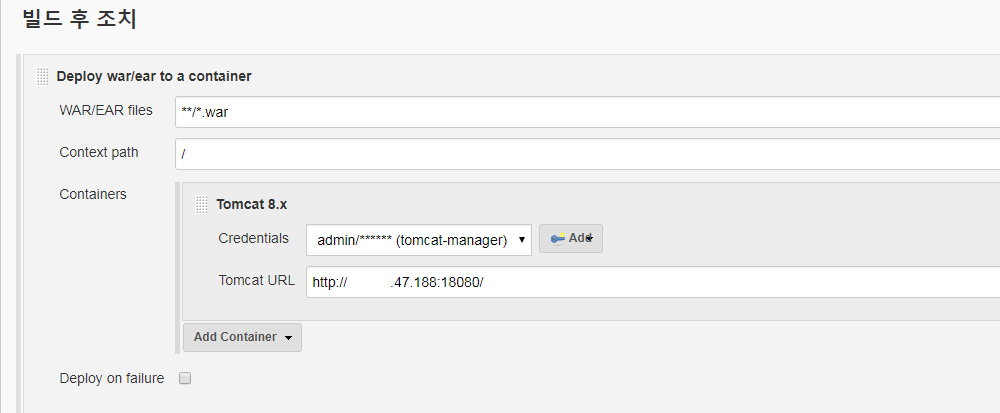 빌드 후 조치
Deploy war/ear to a container
WAR/EAR files **/*.war
Context path /
Containers
Tomcat 8.x
Credentials admin/****** (tomcat-manager) Add
Tomcat URL http:// .47.188:18080/
Add Container
Deploy on failure